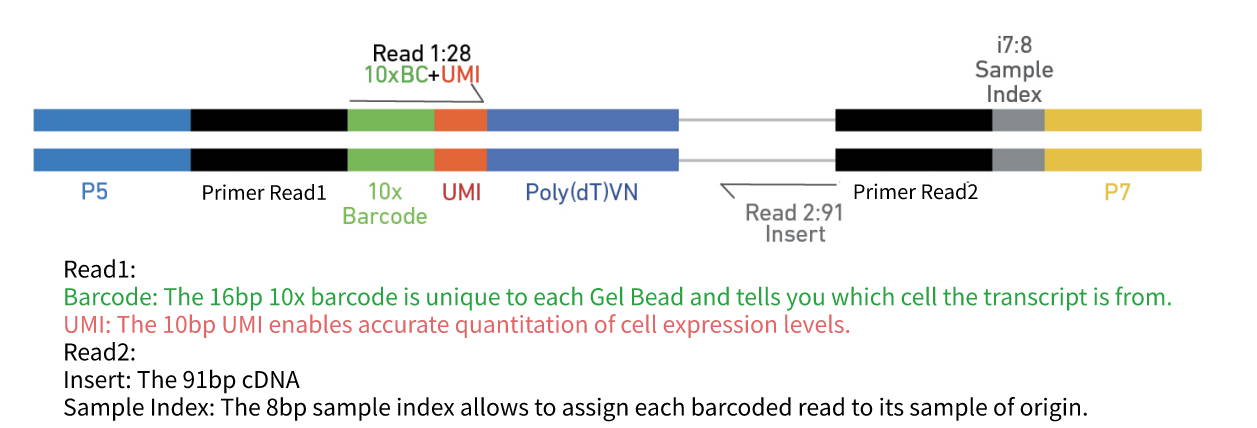 Read 1:28
10xBC+UMI
i7:8
Sample
Index
P5
Primer Read1
10x
Barcode
UMI
Poly(dT)VN
Read 2:91
Insert
Primer Read2
P7
Read1:
Barcode: The 16bp 10x barcode is unique to each Gel Bead and tells you which cell the transcript is from.
UMI: The 10bp UMI enables accurate quantitation of cell expression levels.
Read2:
Insert: The 91bp cDNA
Sample Index: The 8bp sample index allows to assign each barcoded read to its sample of origin.